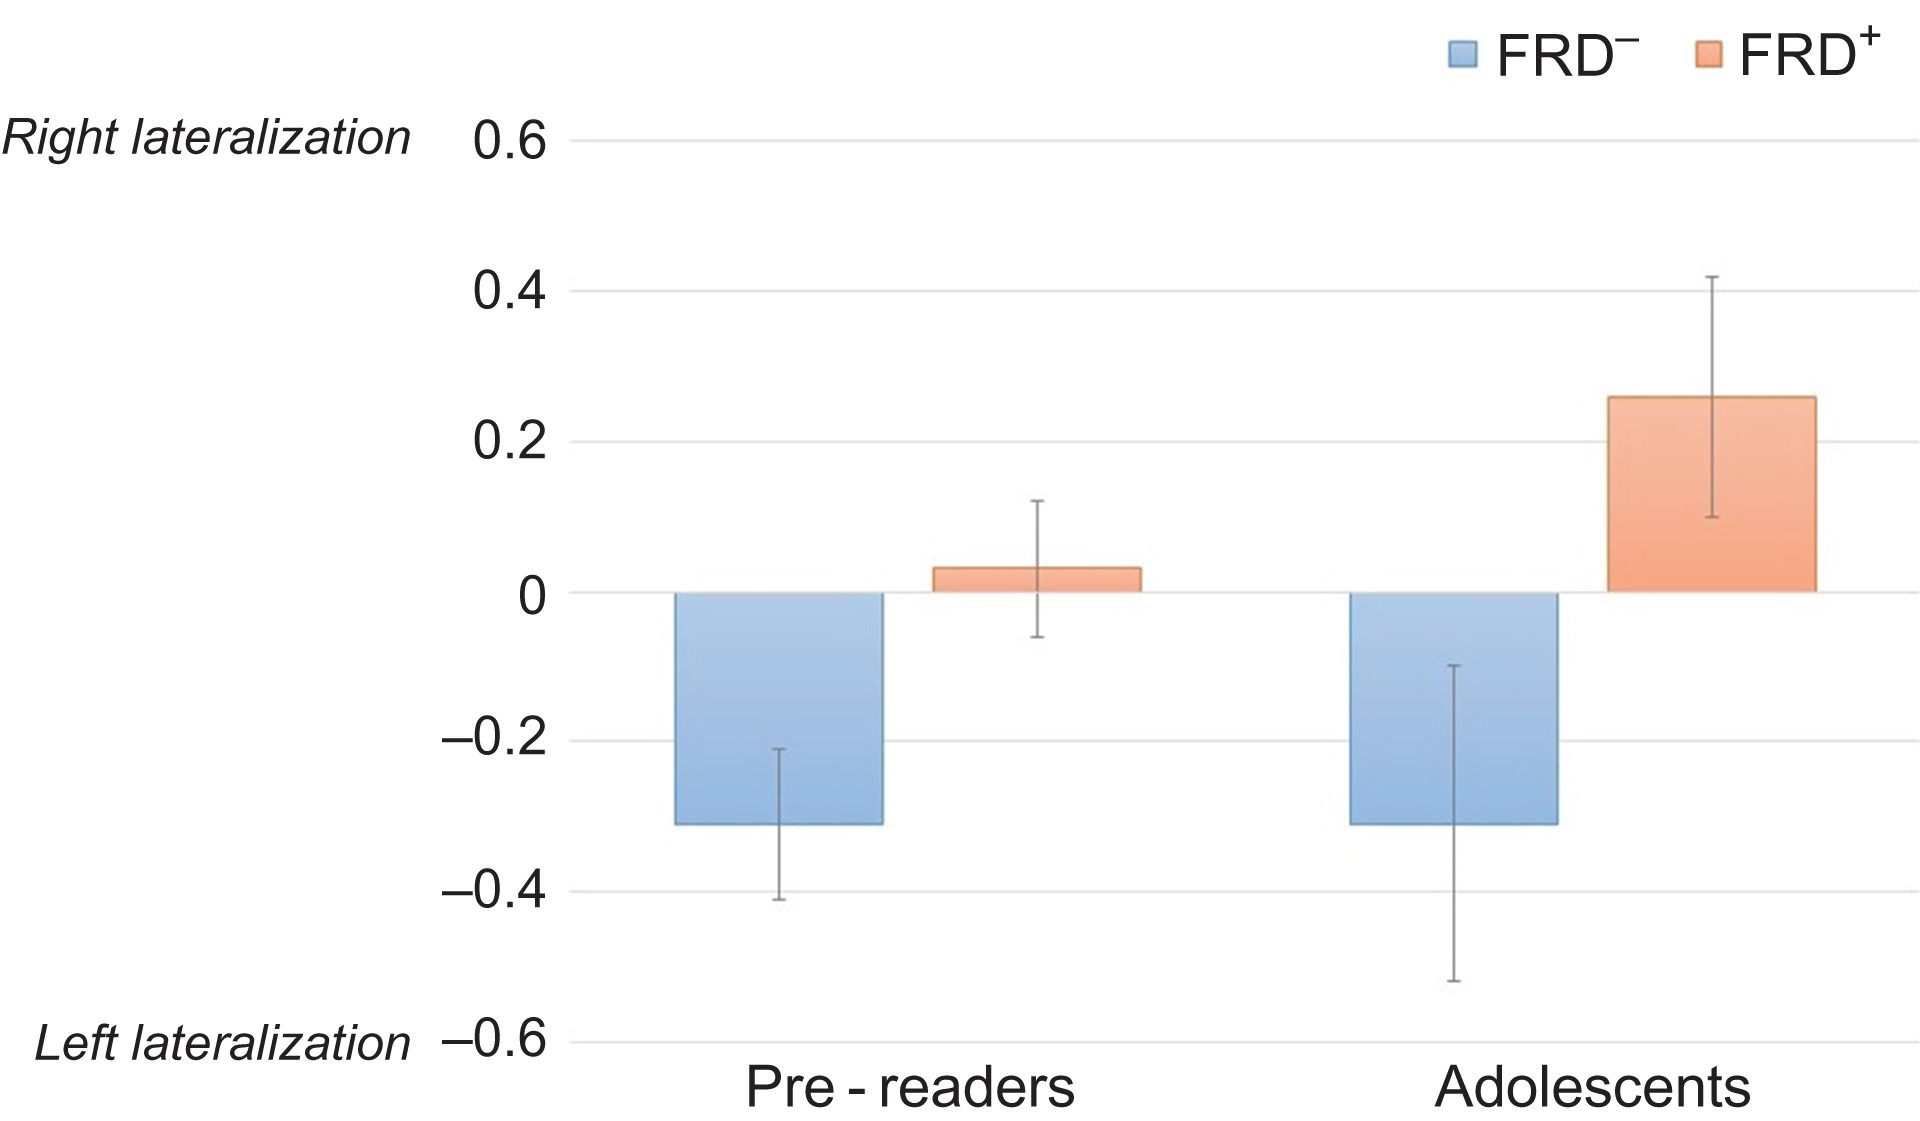 FRD⁻ FRD⁺
Right lateralization 0.6
0.4
0.2
0
–0.2
–0.4
Left lateralization –0.6
Pre - readers Adolescents